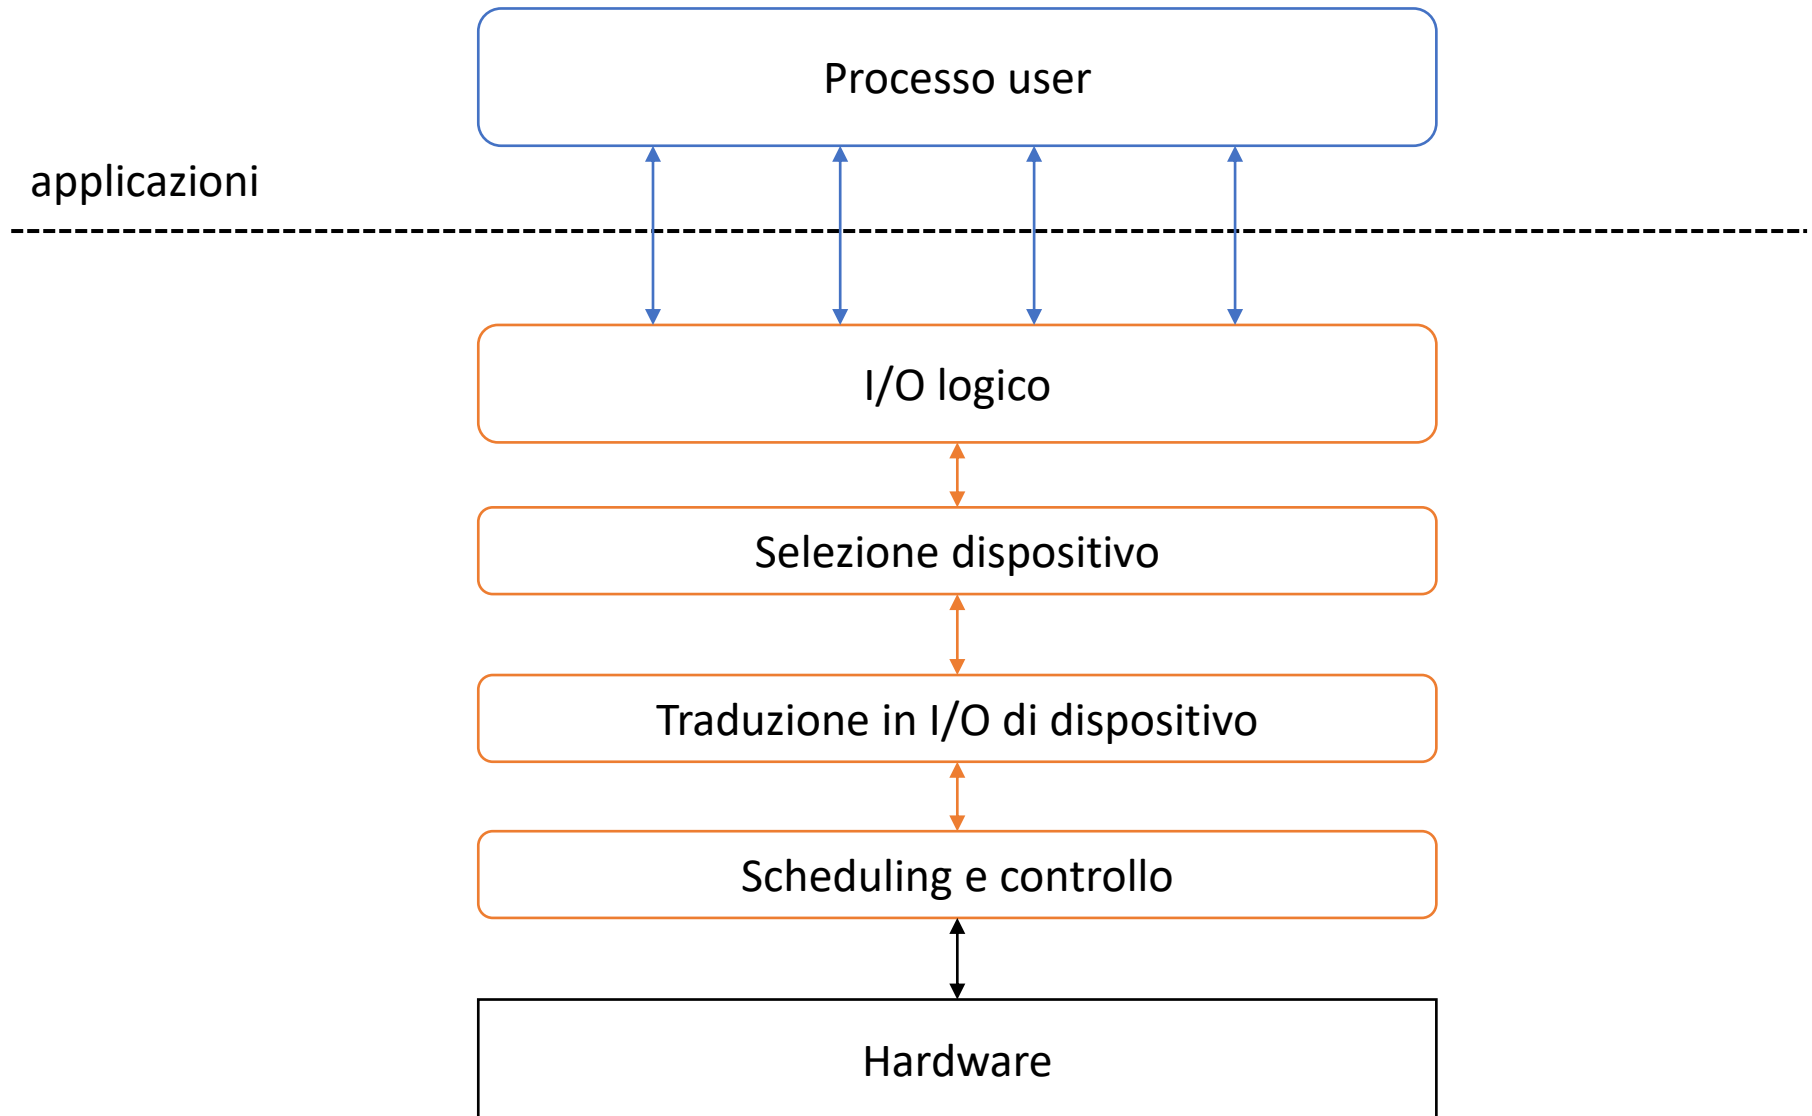 Processo user
applicazioni
I/O logico
Selezione dispositivo
Traduzione in I/O di dispositivo
Scheduling e controllo
Hardware